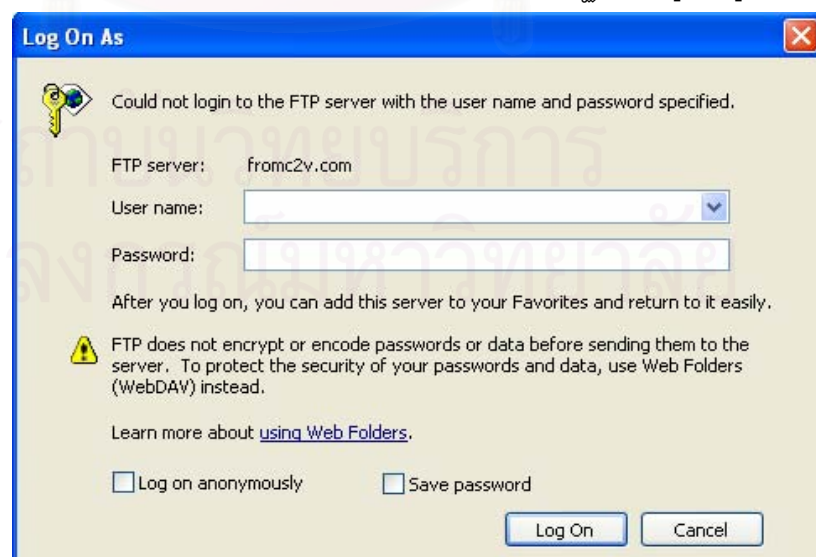 Log On As
Could not login to the FTP server with the user name and password specified.
FTP server: fromc2v.com
User name:
Password:
After you log on, you can add this server to your Favorites and return to it easily.
FTP does not encrypt or encode passwords or data before sending them to the
server. To protect the security of your passwords and data, use Web Folders
(WebDAV) instead.
Learn more about using Web Folders.
Log on anonymously Save password
Log On Cancel